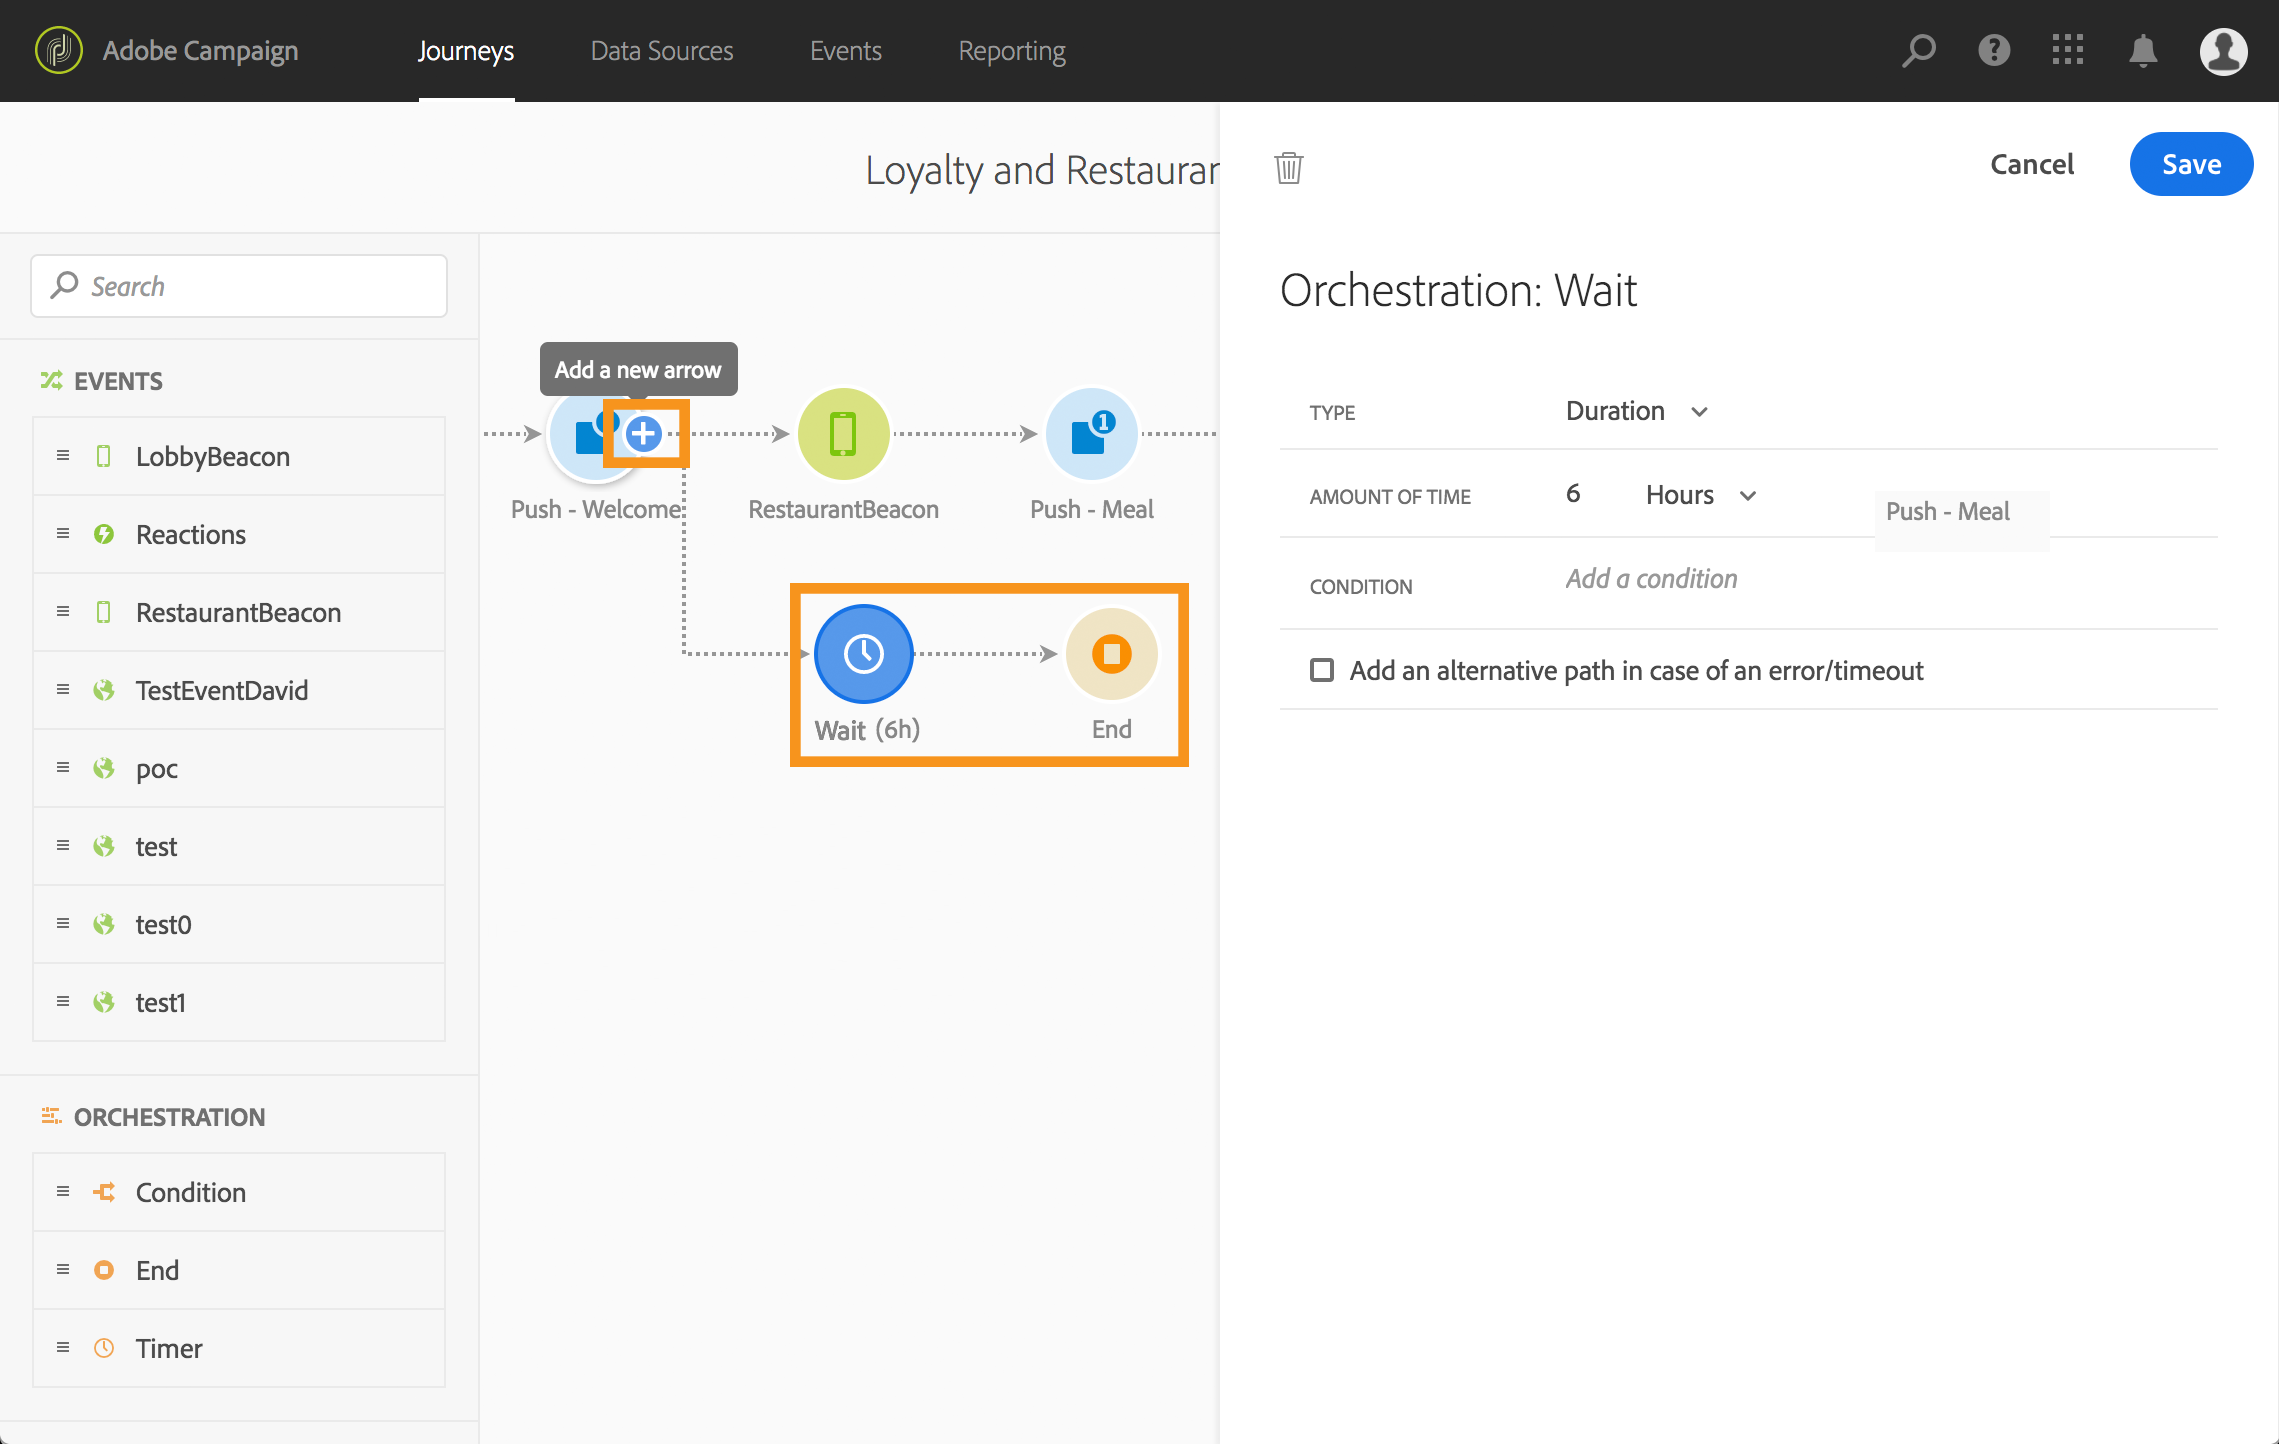 Adobe Campaign
Journeys
Data Sources
Events
Reporting
Loyalty and Restauran
Cancel
Save
Search
EVENTS
LobbyBeacon
Reactions
RestaurantBeacon
TestEventDavid
poc
test
test0
test1
ORCHESTRATION
Condition
End
Timer
Add a new arrow
Push - Welcome
RestaurantBeacon
1
Push - Meal
Wait (6h)
End
Orchestration: Wait
TYPE
Duration
AMOUNT OF TIME
6
Hours
Push - Meal
CONDITION
Add a condition
Add an alternative path in case of an error/timeout